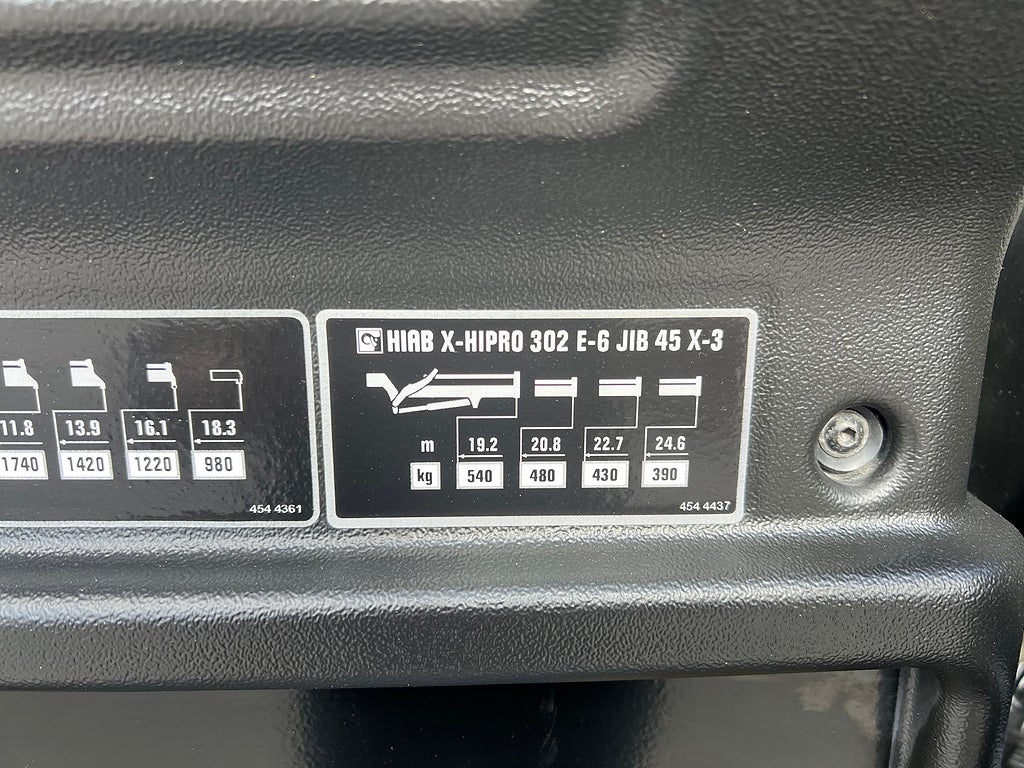 11.8 13.9 16.1 18.3
1740 1420 1220 980
454 4361
HIAB X-HIPRO 302 E-6 JIB 45 X-3
m 19.2 20.8 22.7 24.6
kg 540 480 430 390
454 4437